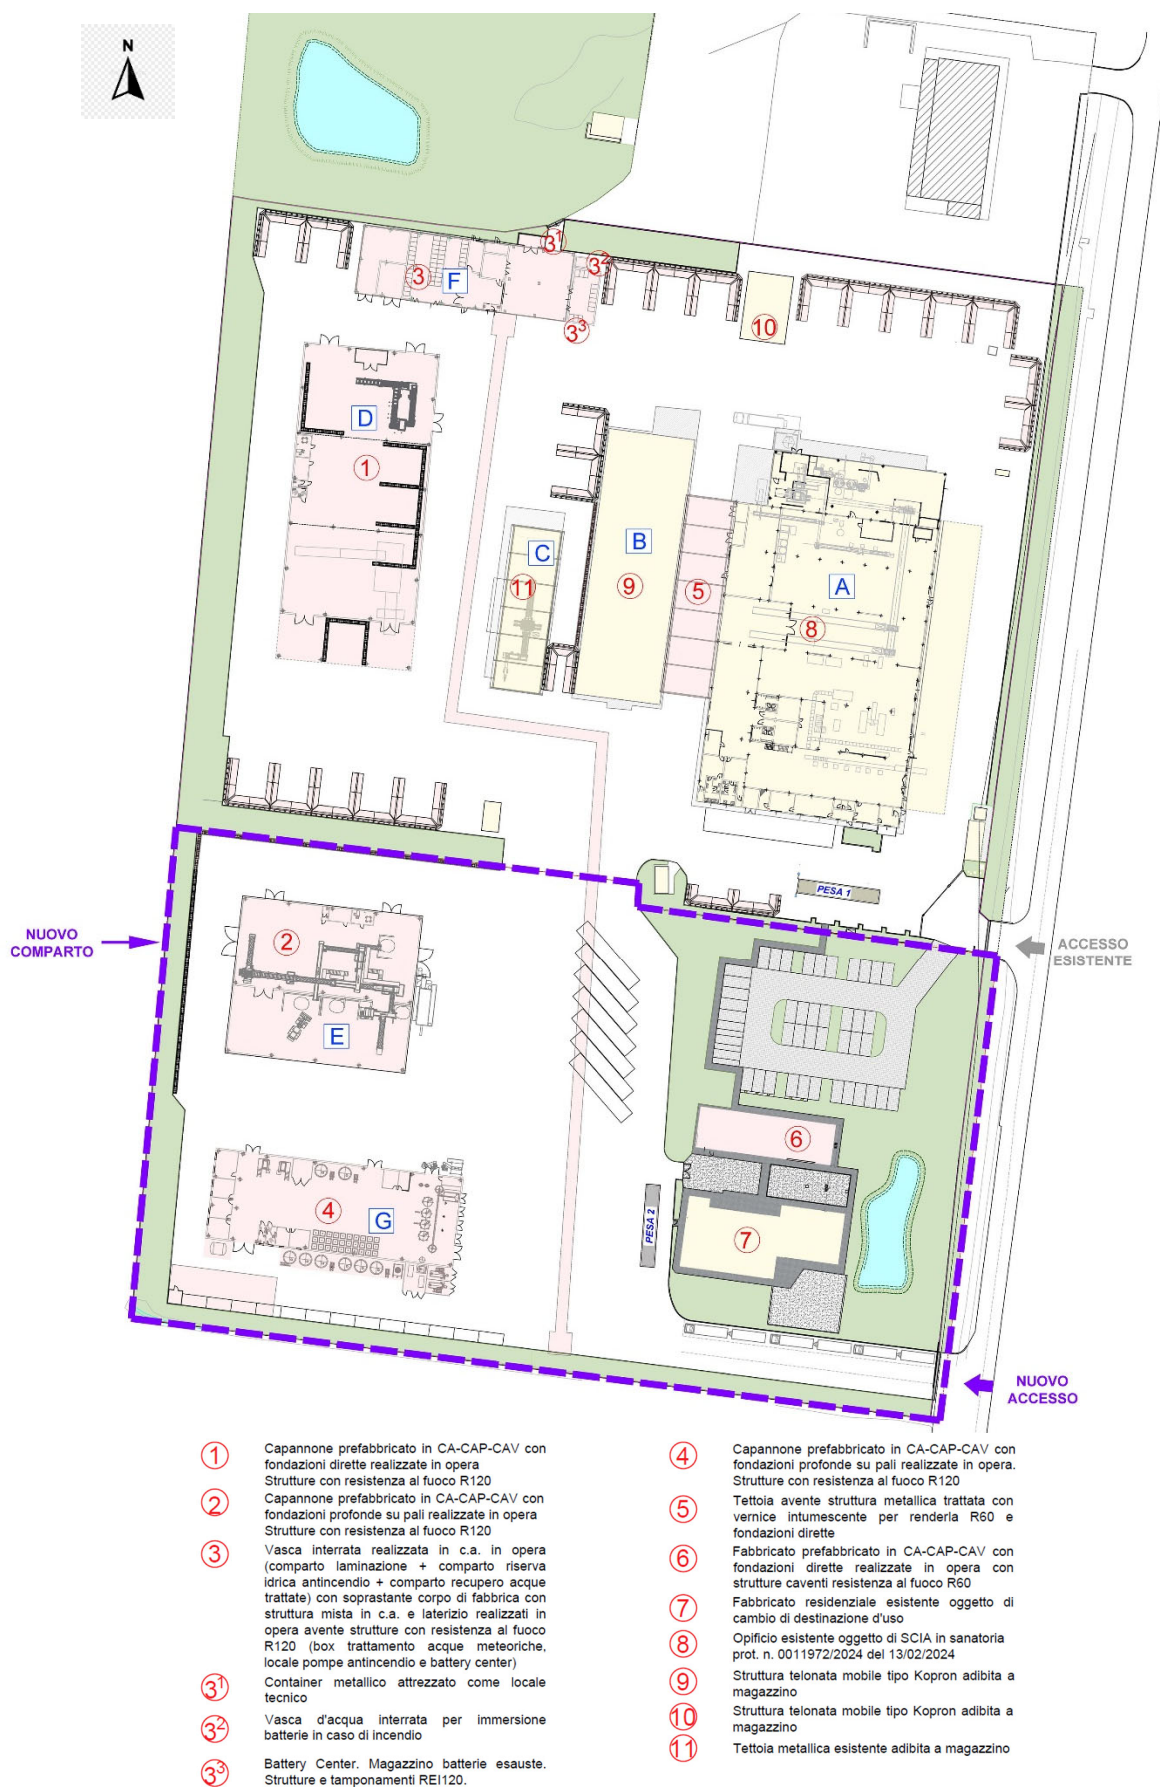 N
3¹
3²
3
F
3³
10
D
1
C
B
11
9
5
A
8
PESA 1
NUOVO
COMPARTO
2
ACCESSO
ESISTENTE
E
6
4
G
PESA 2
7
NUOVO
ACCESSO
1
Capannone prefabbricato in CA-CAP-CAV con
fondazioni dirette realizzate in opera
Strutture con resistenza al fuoco R120
2
Capannone prefabbricato in CA-CAP-CAV con
fondazioni profonde su pali realizzate in opera
Strutture con resistenza al fuoco R120
3
Vasca interrata realizzata in c.a. in opera
(comparto laminazione + comparto riserva
idrica antincendio + comparto recupero acque
trattate) con soprastante corpo di fabbrica con
struttura mista in c.a. e laterizio realizzati in
opera avente strutture con resistenza al fuoco
R120 (box trattamento acque meteoriche,
locale pompe antincendio e battery center)
3¹
Container metallico attrezzato come locale
tecnico
3²
Vasca d'acqua interrata per immersione
batterie in caso di incendio
3³
Battery Center. Magazzino batterie esauste.
Strutture e tamponamenti REI120.
4
Capannone prefabbricato in CA-CAP-CAV con
fondazioni profonde su pali realizzate in opera.
Strutture con resistenza al fuoco R120
5
Tettoia avente struttura metallica trattata con
vernice intumescente per renderla R60 e
fondazioni dirette
6
Fabbricato prefabbricato in CA-CAP-CAV con
fondazioni dirette realizzate in opera con
strutture caventi resistenza al fuoco R60
7
Fabbricato residenziale esistente oggetto di
cambio di destinazione d'uso
8
Opificio esistente oggetto di SCIA in sanatoria
prot. n. 0011972/2024 del 13/02/2024
9
Struttura telonata mobile tipo Kopron adibita a
magazzino
10
Struttura telonata mobile tipo Kopron adibita a
magazzino
11
Tettoia metallica esistente adibita a magazzino